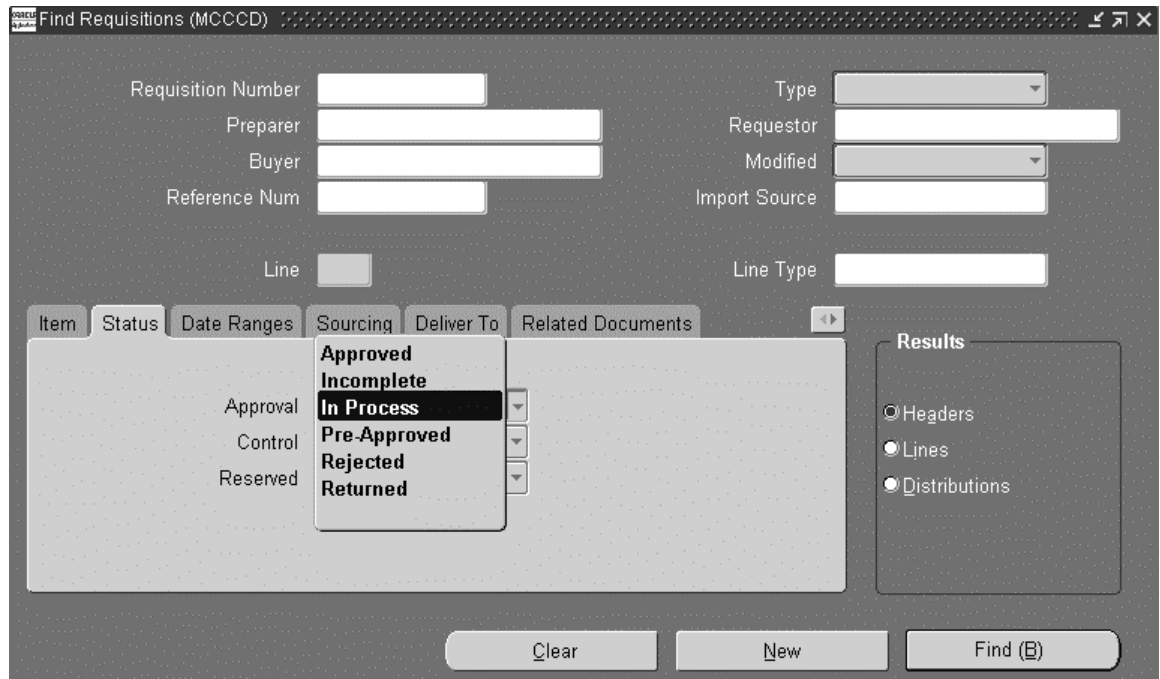 ORACLE
Find Requisitions (MCCCD)
Requisition Number
Type
Preparer
Requestor
Buyer
Modified
Reference Num
Import Source
Line
Line Type
Item
Status
Date Ranges
Sourcing
Deliver To
Related Documents
Results
Approved
Incomplete
Approval
In Process
Headers
Control
Pre-Approved
Lines
Rejected
Reserved
Returned
Distributions
Clear
New
Find (B)